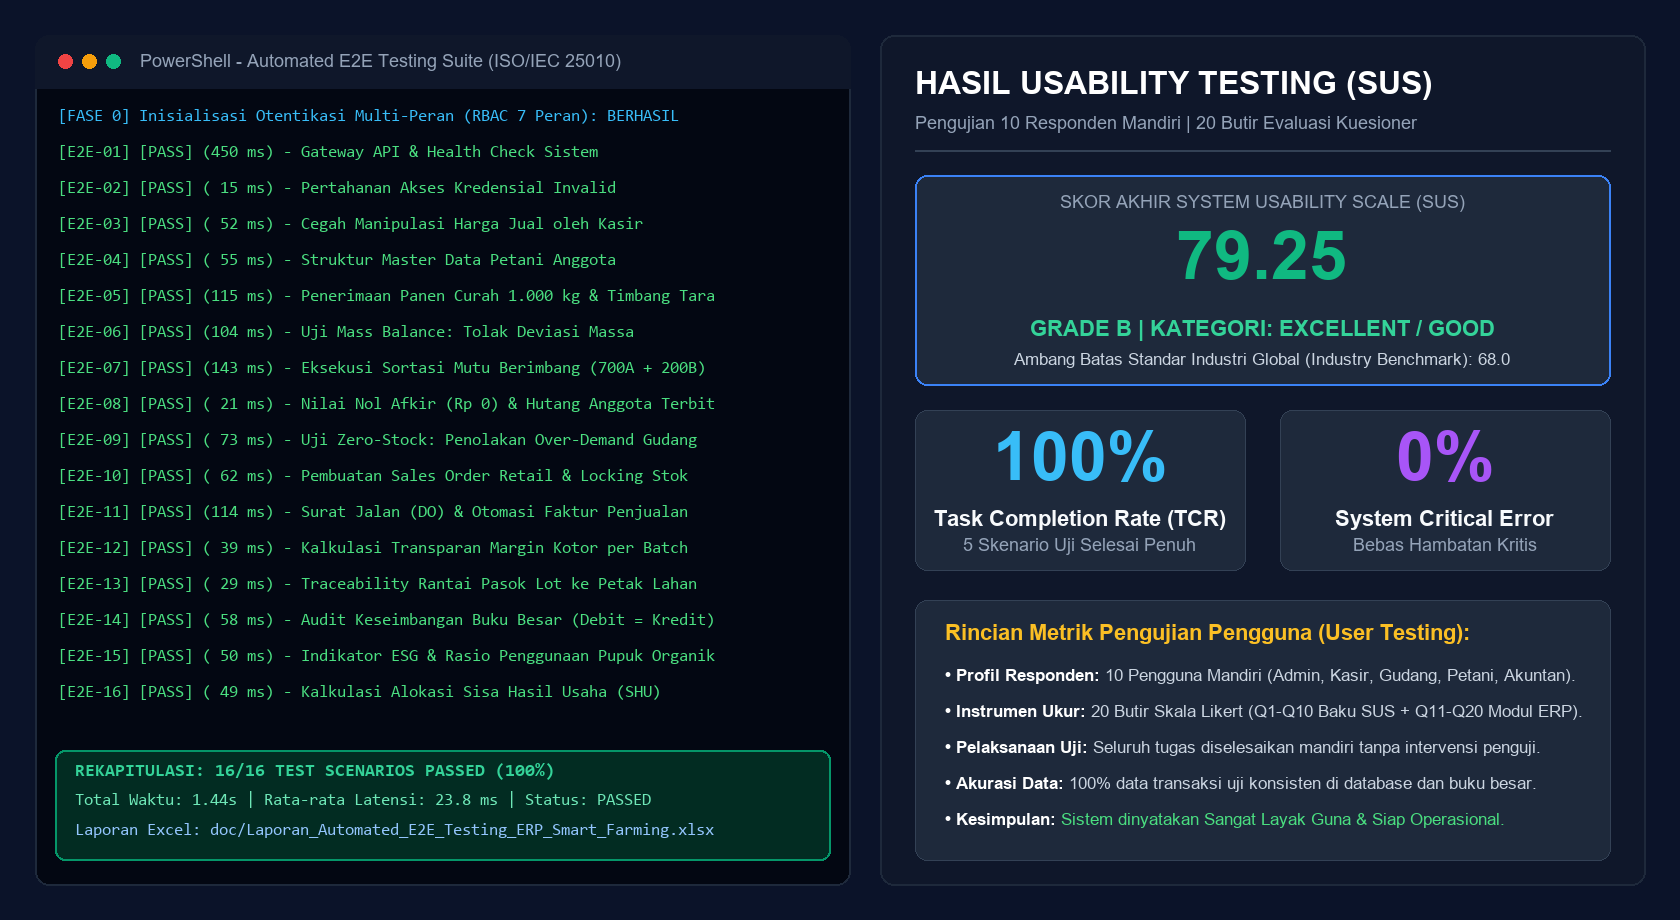 PowerShell - Automated E2E Testing Suite (ISO/IEC 25010)
[FASE 0] Inisialisasi Otentikasi Multi-Peran (RBAC 7 Peran): BERHASIL
[E2E-01] [PASS] (450 ms) - Gateway API & Health Check Sistem
[E2E-02] [PASS] ( 15 ms) - Pertahanan Akses Kredensial Invalid
[E2E-03] [PASS] ( 52 ms) - Cegah Manipulasi Harga Jual oleh Kasir
[E2E-04] [PASS] ( 55 ms) - Struktur Master Data Petani Anggota
[E2E-05] [PASS] (115 ms) - Penerimaan Panen Curah 1.000 kg & Timbang Tara
[E2E-06] [PASS] (104 ms) - Uji Mass Balance: Tolak Deviasi Massa
[E2E-07] [PASS] (143 ms) - Eksekusi Sortasi Mutu Berimbang (700A + 200B)
[E2E-08] [PASS] ( 21 ms) - Nilai Nol Afkir (Rp 0) & Hutang Anggota Terbit
[E2E-09] [PASS] ( 73 ms) - Uji Zero-Stock: Penolakan Over-Demand Gudang
[E2E-10] [PASS] ( 62 ms) - Pembuatan Sales Order Retail & Locking Stok
[E2E-11] [PASS] (114 ms) - Surat Jalan (DO) & Otomasi Faktur Penjualan
[E2E-12] [PASS] ( 39 ms) - Kalkulasi Transparan Margin Kotor per Batch
[E2E-13] [PASS] ( 29 ms) - Traceability Rantai Pasok Lot ke Petak Lahan
[E2E-14] [PASS] ( 58 ms) - Audit Keseimbangan Buku Besar (Debit = Kredit)
[E2E-15] [PASS] ( 50 ms) - Indikator ESG & Rasio Penggunaan Pupuk Organik
[E2E-16] [PASS] ( 49 ms) - Kalkulasi Alokasi Sisa Hasil Usaha (SHU)
REKAPITULASI: 16/16 TEST SCENARIOS PASSED (100%)
Total Waktu: 1.44s | Rata-rata Latensi: 23.8 ms | Status: PASSED
Laporan Excel: doc/Laporan_Automated_E2E_Testing_ERP_Smart_Farming.xlsx
HASIL USABILITY TESTING (SUS)
Pengujian 10 Responden Mandiri | 20 Butir Evaluasi Kuesioner
SKOR AKHIR SYSTEM USABILITY SCALE (SUS)
79.25
GRADE B | KATEGORI: EXCELLENT / GOOD
Ambang Batas Standar Industri Global (Industry Benchmark): 68.0
100%
Task Completion Rate (TCR)
5 Skenario Uji Selesai Penuh
0%
System Critical Error
Bebas Hambatan Kritis
Rincian Metrik Pengujian Pengguna (User Testing):
• Profil Responden: 10 Pengguna Mandiri (Admin, Kasir, Gudang, Petani, Akuntan).
• Instrumen Ukur: 20 Butir Skala Likert (Q1-Q10 Baku SUS + Q11-Q20 Modul ERP).
• Pelaksanaan Uji: Seluruh tugas diselesaikan mandiri tanpa intervensi penguji.
• Akurasi Data: 100% data transaksi uji konsisten di database dan buku besar.
• Kesimpulan: Sistem dinyatakan Sangat Layak Guna & Siap Operasional.